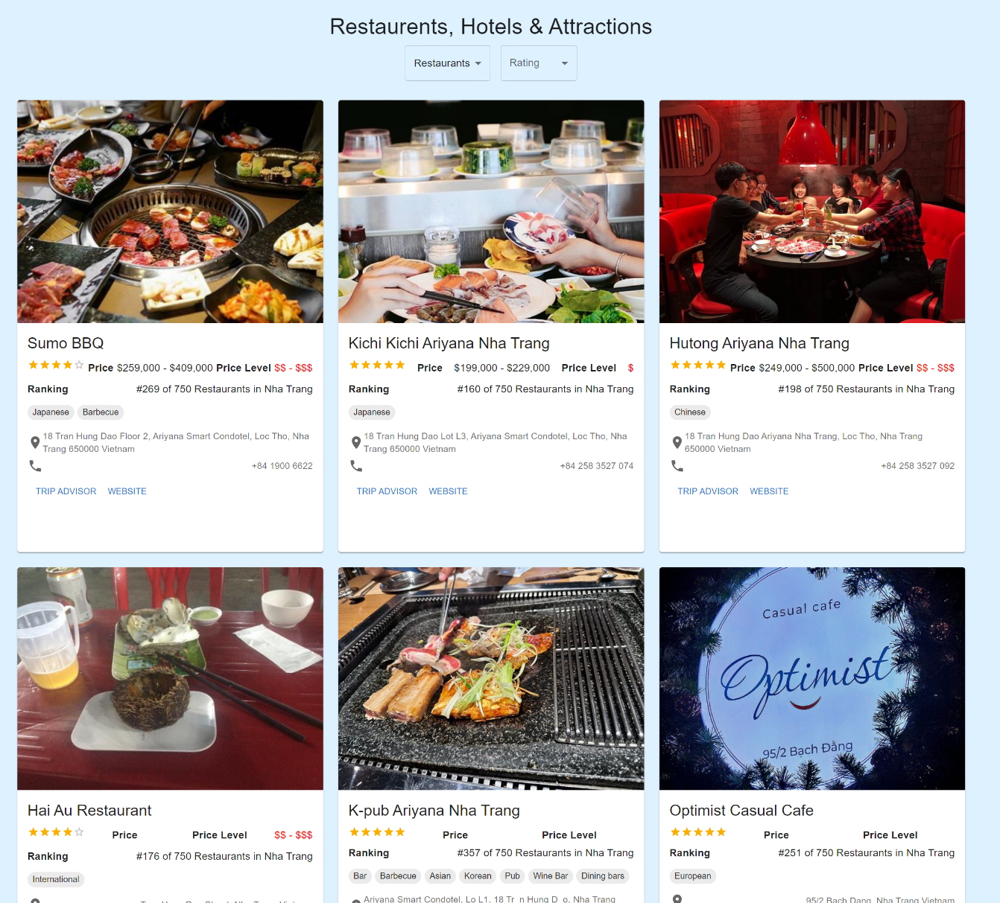 Restaurents, Hotels & Attractions
Restaurants
Rating
Sumo BBQ
Price $259,000 - $409,000 Price Level $$ - $$$
Ranking #269 of 750 Restaurants in Nha Trang
Japanese Barbecue
18 Tran Hung Dao Floor 2, Ariyana Smart Condotel, Loc Tho, Nha
Trang 650000 Vietnam
+84 1900 6622
TRIP ADVISOR WEBSITE
Kichi Kichi Ariyana Nha Trang
Price $199,000 - $229,000 Price Level $
Ranking #160 of 750 Restaurants in Nha Trang
Japanese
18 Tran Hung Dao Lot L3, Ariyana Smart Condotel, Loc Tho, Nha
Trang 650000 Vietnam
+84 258 3527 074
TRIP ADVISOR WEBSITE
Hutong Ariyana Nha Trang
Price $249,000 - $500,000 Price Level $$ - $$$
Ranking #198 of 750 Restaurants in Nha Trang
Chinese
18 Tran Hung Dao Ariyana Nha Trang, Loc Tho, Nha Trang
650000 Vietnam
+84 258 3527 092
TRIP ADVISOR WEBSITE
Hai Au Restaurant
Price Price Level $$ - $$$
Ranking #176 of 750 Restaurants in Nha Trang
International
K-pub Ariyana Nha Trang
Price Price Level
Ranking #357 of 750 Restaurants in Nha Trang
Bar Barbecue Asian Korean Pub Wine Bar Dining bars
Ariyana Smart Condotel, Lo L1, 18 Tr n Hung D o, Nha Trang
Casual cafe
Optimist
95/2 Bạch Đằng
Optimist Casual Cafe
Price Price Level
Ranking #251 of 750 Restaurants in Nha Trang
European
95/2 Bach Dang, Nha Trang Vietnam